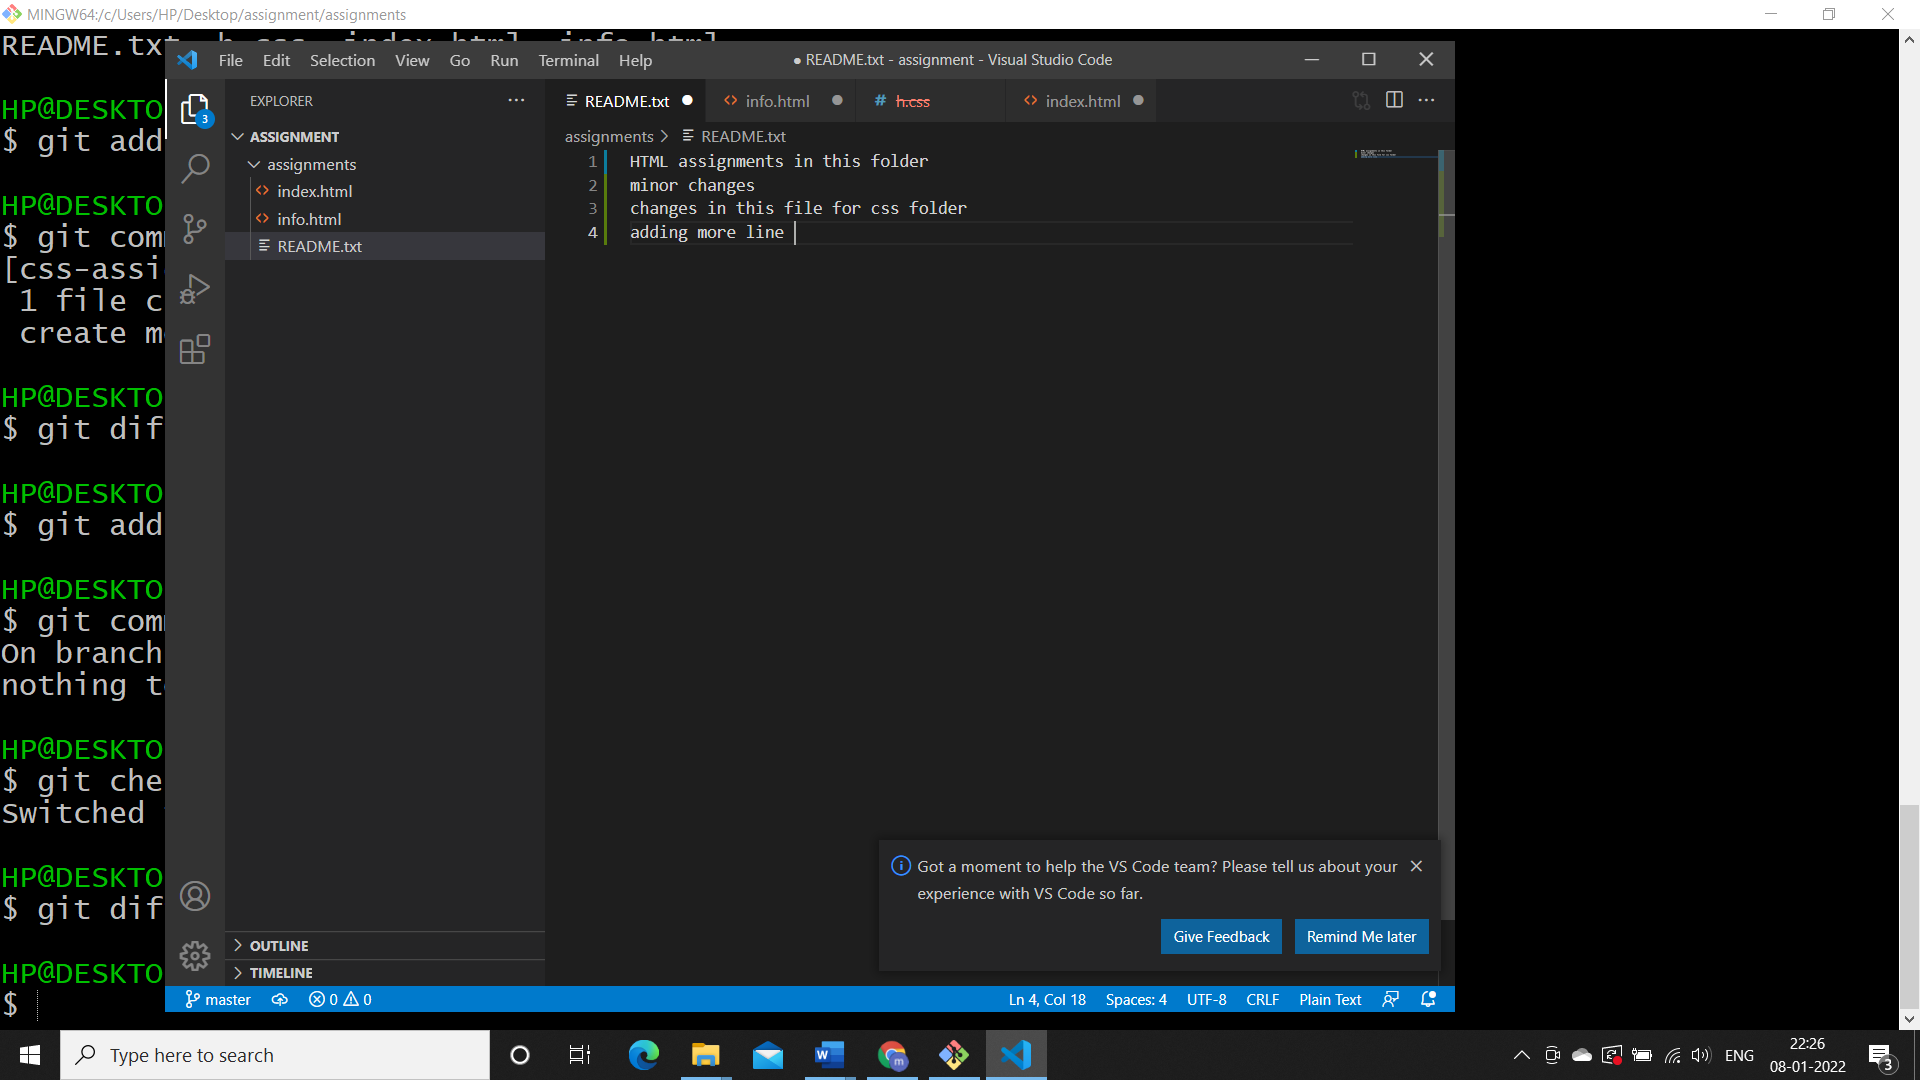 MINGW64:/c/Users/HP/Desktop/assignment/assignments
README.txt h.css index.html info.html
HP@DESKTO
$ git add
HP@DESKTO
$ git com
[css-assi
1 file c
create m
HP@DESKTO
$ git dif
HP@DESKTO
$ git add
HP@DESKTO
$ git com
On branch
nothing t
HP@DESKTO
$ git che
Switched
HP@DESKTO
$ git dif
HP@DESKTO
$
File Edit Selection View Go Run Terminal Help
● README.txt - assignment - Visual Studio Code
3
EXPLORER
ASSIGNMENT
assignments
index.html
info.html
README.txt
OUTLINE
TIMELINE
README.txt info.html # h.css index.html
assignments > README.txt
1 HTML assignments in this folder
2 minor changes
3 changes in this file for css folder
4 adding more line
Got a moment to help the VS Code team? Please tell us about your
experience with VS Code so far.
Give Feedback Remind Me later
master 0 0 Ln 4, Col 18 Spaces: 4 UTF-8 CRLF Plain Text
Type here to search
ENG
22:26
08-01-2022
3